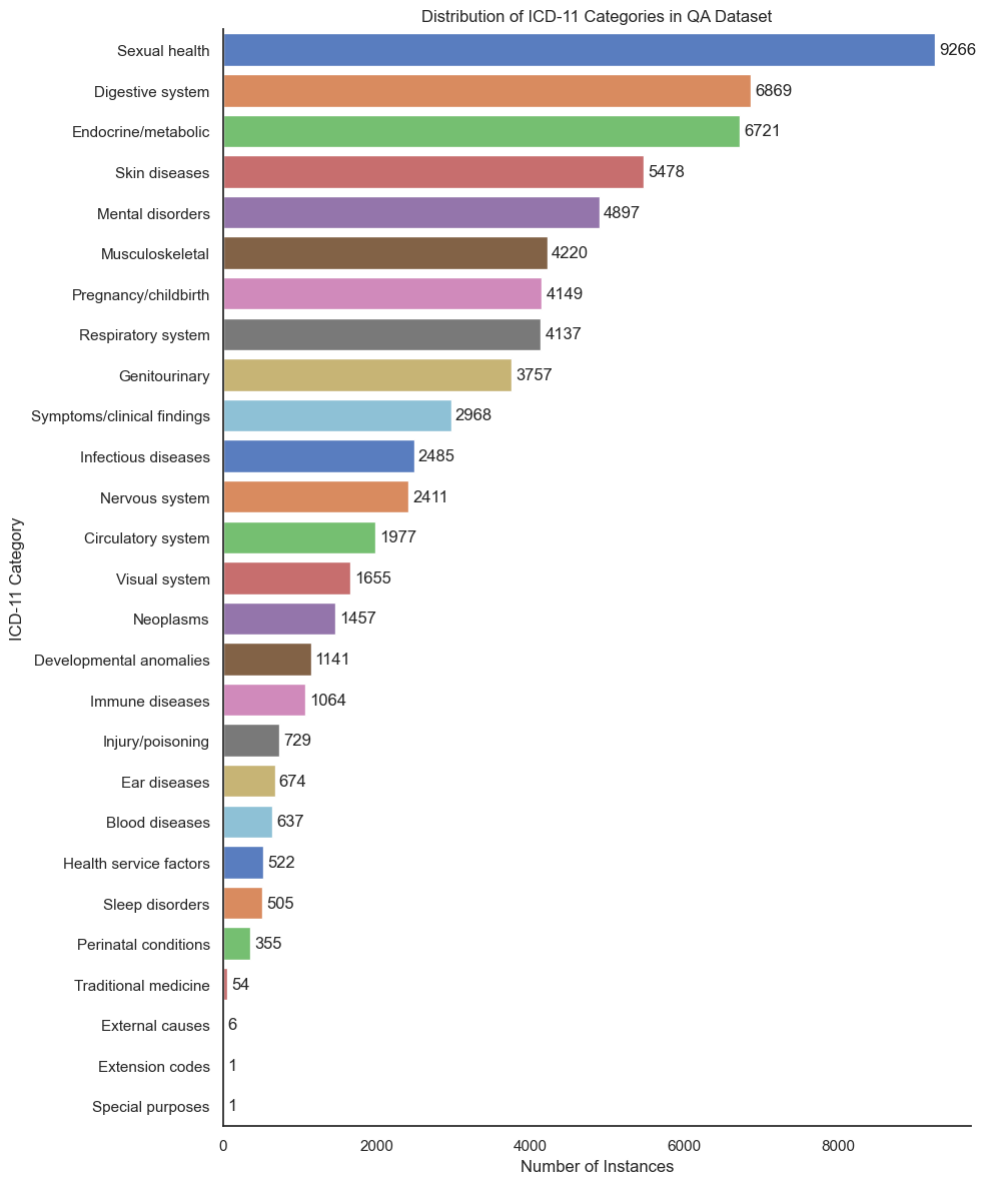 Distribution of ICD-11 Categories in QA Dataset
Sexual health 9266
Digestive system 6869
Endocrine/metabolic 6721
Skin diseases 5478
Mental disorders 4897
Musculoskeletal 4220
Pregnancy/childbirth 4149
Respiratory system 4137
Genitourinary 3757
Symptoms/clinical findings 2968
Infectious diseases 2485
Nervous system 2411
Circulatory system 1977
Visual system 1655
Neoplasms 1457
Developmental anomalies 1141
Immune diseases 1064
Injury/poisoning 729
Ear diseases 674
Blood diseases 637
Health service factors 522
Sleep disorders 505
Perinatal conditions 355
Traditional medicine 54
External causes 6
Extension codes 1
Special purposes 1
ICD-11 Category
0 2000 4000 6000 8000
Number of Instances